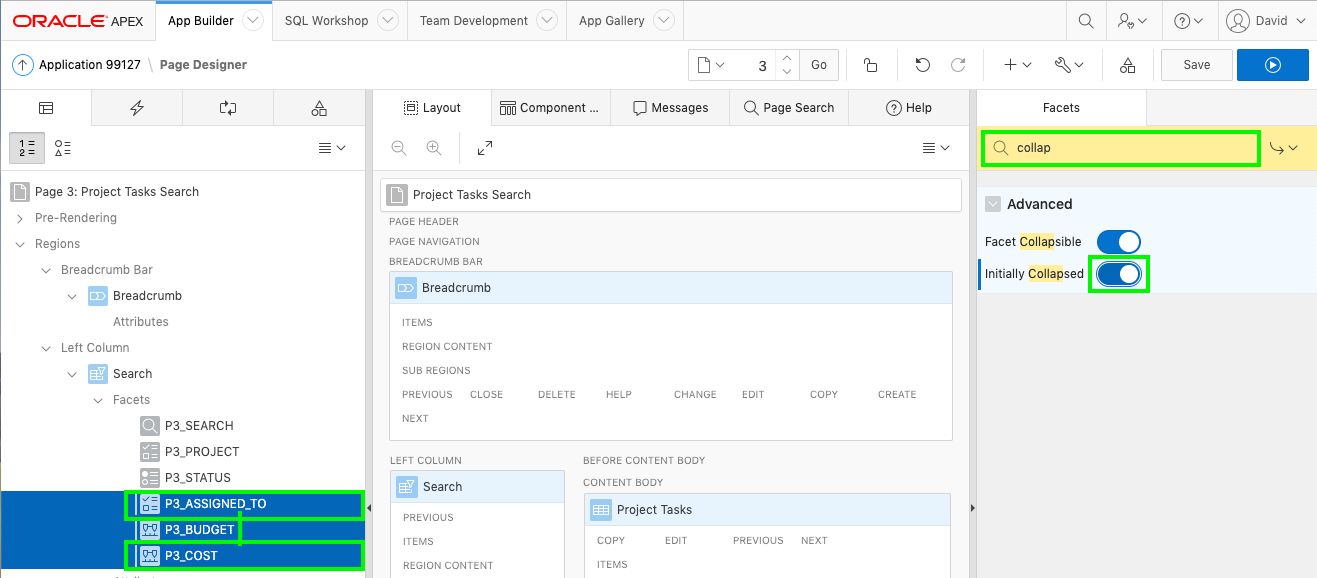 ORACLE APEX App Builder SQL Workshop Team Development App Gallery David
Application 99127 \ Page Designer 3 Go Save
Layout Component ... Messages Page Search Help Facets
1
2
collap
Page 3: Project Tasks Search
Pre-Rendering
Regions
Breadcrumb Bar
Breadcrumb
Attributes
Left Column
Search
Facets
P3_SEARCH
P3_PROJECT
P3_STATUS
P3_ASSIGNED_TO
P3_BUDGET
P3_COST
Project Tasks Search
PAGE HEADER
PAGE NAVIGATION
BREADCRUMB BAR
Breadcrumb
ITEMS
REGION CONTENT
SUB REGIONS
PREVIOUS CLOSE DELETE HELP CHANGE EDIT COPY CREATE
NEXT
LEFT COLUMN
Search
PREVIOUS
ITEMS
REGION CONTENT
BEFORE CONTENT BODY
CONTENT BODY
Project Tasks
COPY EDIT PREVIOUS NEXT
ITEMS
Advanced
Facet Collapsible
Initially Collapsed